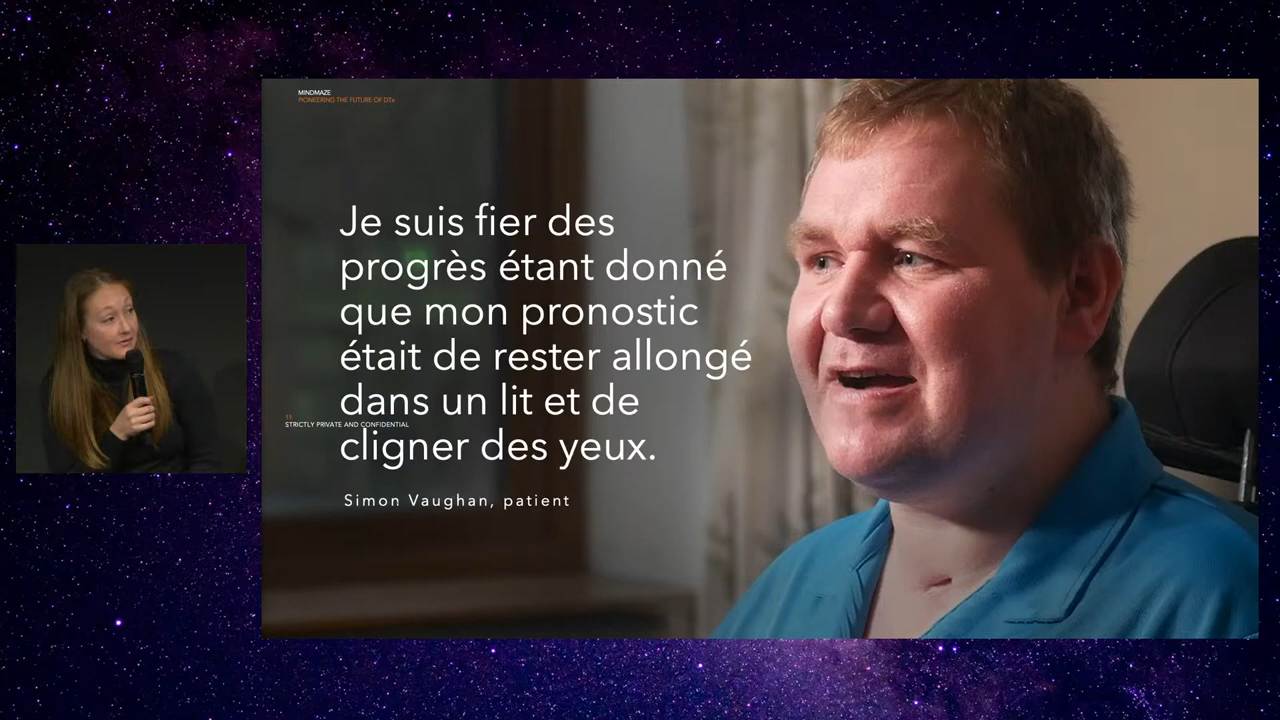 MINDMAZE
PIONEERING THE FUTURE OF DTx
Je suis fier des
progrès étant donné
que mon pronostic
était de rester allongé
dans un lit et de
cligner des yeux.
STRICTLY PRIVATE AND CONFIDENTIAL
Simon Vaughan, patient